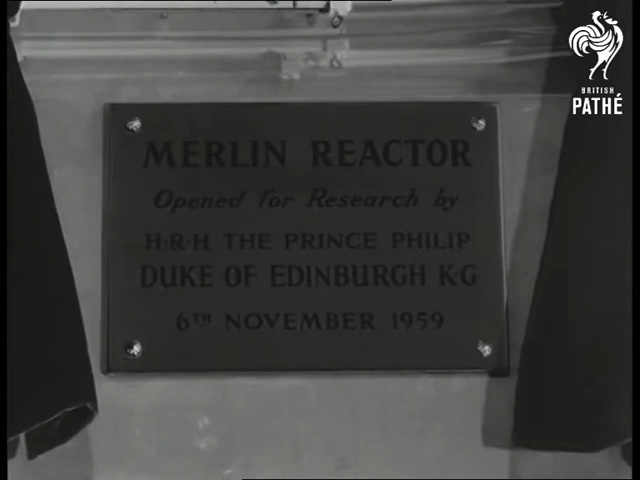 BRITISH
PATHÉ
MERLIN REACTOR
Opened for Research by
H·R·H THE PRINCE PHILIP
DUKE OF EDINBURGH K·G
6TH NOVEMBER 1959